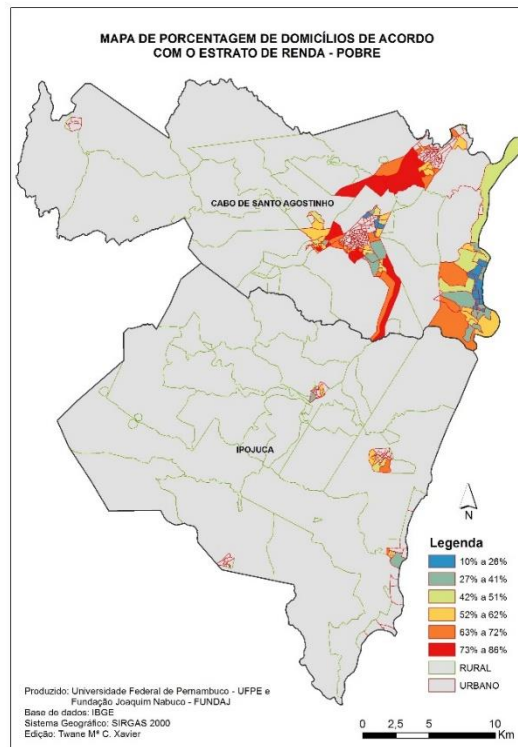 MAPA DE PORCENTAGEM DE DOMICÍLIOS DE ACORDO
COM O ESTRATO DE RENDA - POBRE
CABO DE SANTO AGOSTINHO
IPOJUCA
N
Legenda
10% a 26%
27% a 41%
42% a 51%
52% a 62%
63% a 72%
73% a 86%
RURAL
URBANO
Produzido: Universidade Federal de Pernambuco - UFPE e
Fundação Joaquim Nabuco - FUNDAJ
Base de dados: IBGE
Sistema Geográfico: SIRGAS 2000
Edição: Twane Mª C. Xavier
0 5 10
Km